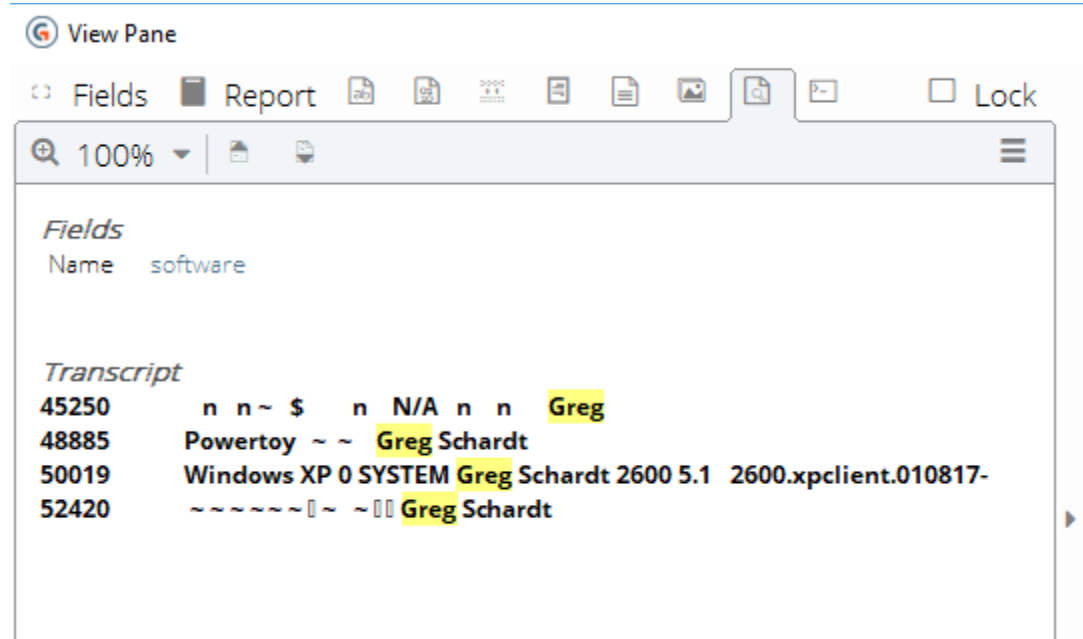 View Pane
Fields Report Lock
100%
Fields
Name software
Transcript
45250 n n ~ $ n N/A n n Greg
48885 Powertoy ~ ~ Greg Schardt
50019 Windows XP 0 SYSTEM Greg Schardt 2600 5.1 2600.xpclient.010817-
52420 ~ ~ ~ ~ ~ ~ ▯ ~ ~ ▯▯ Greg Schardt